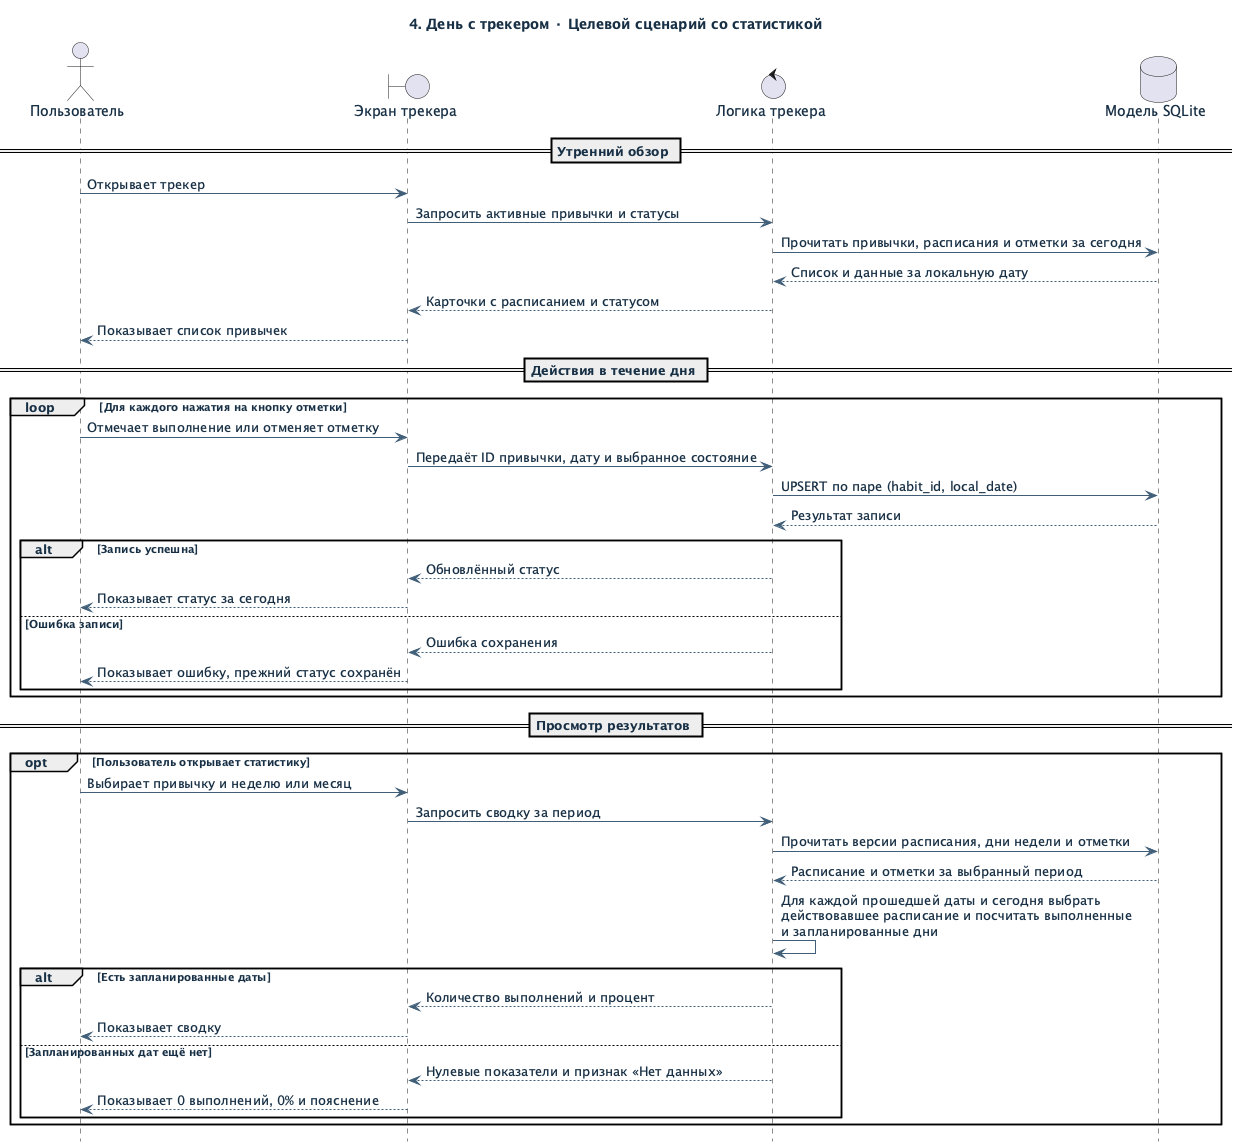 4. День с трекером · Целевой сценарий со статистикой
Пользователь
Экран трекера
Логика трекера
Модель SQLite
Утренний обзор
Открывает трекер
Запросить активные привычки и статусы
Прочитать привычки, расписания и отметки за сегодня
Список и данные за локальную дату
Карточки с расписанием и статусом
Показывает список привычек
Действия в течение дня
loop [Для каждого нажатия на кнопку отметки]
Отмечает выполнение или отменяет отметку
Передаёт ID привычки, дату и выбранное состояние
UPSERT по паре (habit_id, local_date)
Результат записи
alt [Запись успешна]
Обновлённый статус
Показывает статус за сегодня
[Ошибка записи]
Ошибка сохранения
Показывает ошибку, прежний статус сохранён
Просмотр результатов
opt [Пользователь открывает статистику]
Выбирает привычку и неделю или месяц
Запросить сводку за период
Прочитать версии расписания, дни недели и отметки
Расписание и отметки за выбранный период
Для каждой прошедшей даты и сегодня выбрать
действовавшее расписание и посчитать выполненные
и запланированные дни
alt [Есть запланированные даты]
Количество выполнений и процент
Показывает сводку
[Запланированных дат ещё нет]
Нулевые показатели и признак «Нет данных»
Показывает 0 выполнений, 0% и пояснение